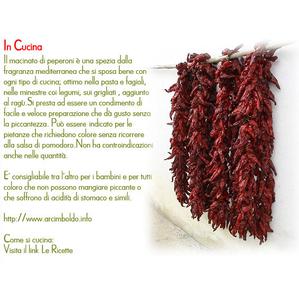 In Cucina
Il macinato di peperoni è una spezia dalla
fragranza mediterranea che si sposa bene con
ogni tipo di cucina; ottimo nella pasta e fagioli,
nelle minestre coi legumi, sui grigliati , aggiunto
al ragù.Si presta ad essere un condimento di
facile e veloce preparazione che dà gusto senza
la piccantezza. Può essere indicato per le
pietanze che richiedono colore senza ricorrere
alla salsa di pomodoro. Non ha controindicazioni
anche nelle quantità.
E' consigliabile tra l'altro per i bambini e per tutti
coloro che non possono mangiare piccante o
che soffrono di acidità di stomaco e simili.
http://www.arcimboldo.info
Come si cucina:
Visita il link Le Ricette